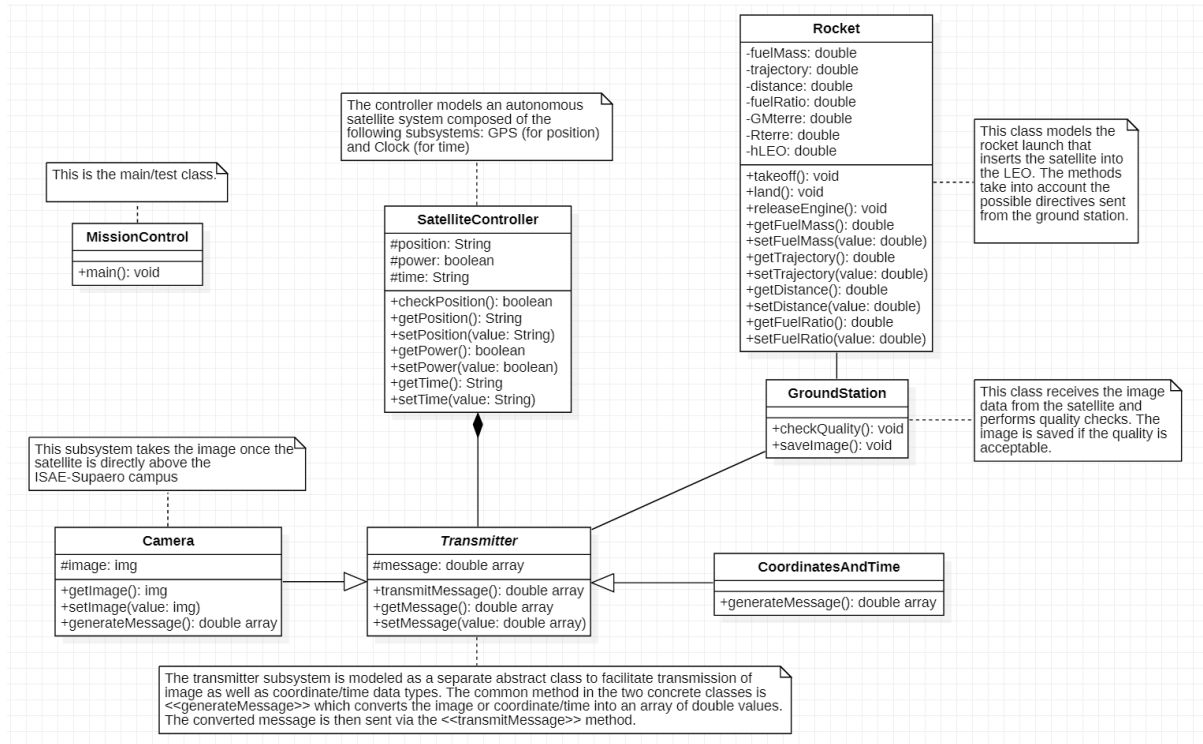 Rocket
-fuelMass: double
-trajectory: double
-distance: double
-fuelRatio: double
-GMterre: double
-Rterre: double
-hLEO: double
+takeoff(): void
+land(): void
+releaseEngine(): void
+getFuelMass(): double
+setFuelMass(value: double)
+getTrajectory(): double
+setTrajectory(value: double)
+getDistance(): double
+setDistance(value: double)
+getFuelRatio(): double
+setFuelRatio(value: double)
This class models the
rocket launch that
inserts the satellite into
the LEO. The methods
take into account the
possible directives sent
from the ground station.
The controller models an autonomous
satellite system composed of the
following subsystems: GPS (for position)
and Clock (for time)
This is the main/test class.
MissionControl
+main(): void
SatelliteController
#position: String
#power: boolean
#time: String
+checkPosition(): boolean
+getPosition(): String
+setPosition(value: String)
+getPower(): boolean
+setPower(value: boolean)
+getTime(): String
+setTime(value: String)
GroundStation
+checkQuality(): void
+saveImage(): void
This class receives the image
data from the satellite and
performs quality checks. The
image is saved if the quality is
acceptable.
This subsystem takes the image once the
satellite is directly above the
ISAE-Supaero campus
Camera
#image: img
+getImage(): img
+setImage(value: img)
+generateMessage(): double array
Transmitter
#message: double array
+transmitMessage(): double array
+getMessage(): double array
+setMessage(value: double array)
CoordinatesAndTime
+generateMessage(): double array
The transmitter subsystem is modeled as a separate abstract class to facilitate transmission of
image as well as coordinate/time data types. The common method in the two concrete classes is
<<generateMessage>> which converts the image or coordinate/time into an array of double values.
The converted message is then sent via the <<transmitMessage>> method.